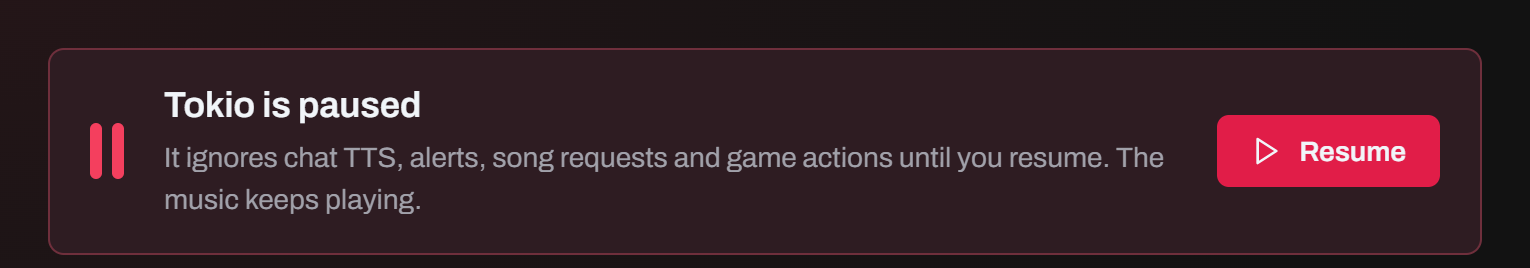 Tokio is paused
It ignores chat TTS, alerts, song requests and game actions until you resume. The
music keeps playing.
Resume